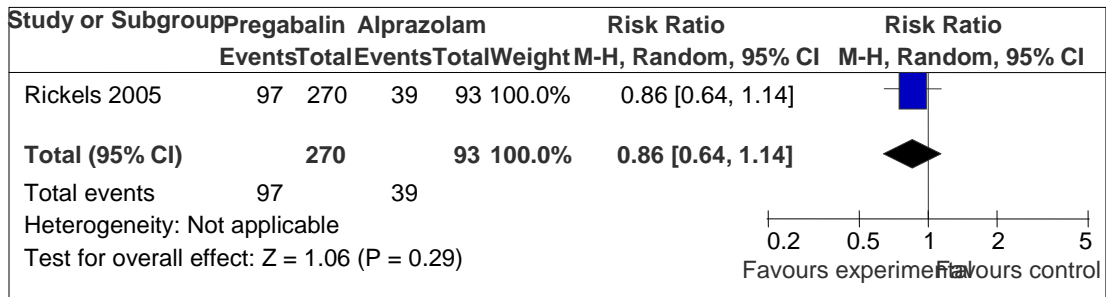 Study or Subgroup Pregabalin Alprazolam Risk Ratio Risk Ratio
Events Total Events Total Weight M-H, Random, 95% CI M-H, Random, 95% CI
Rickels 2005 97 270 39 93 100.0% 0.86 [0.64, 1.14]
Total (95% CI) 270 93 100.0% 0.86 [0.64, 1.14]
Total events 97 39
Heterogeneity: Not applicable
Test for overall effect: Z = 1.06 (P = 0.29)
0.2 0.5 1 2 5
Favours experimental Favours control